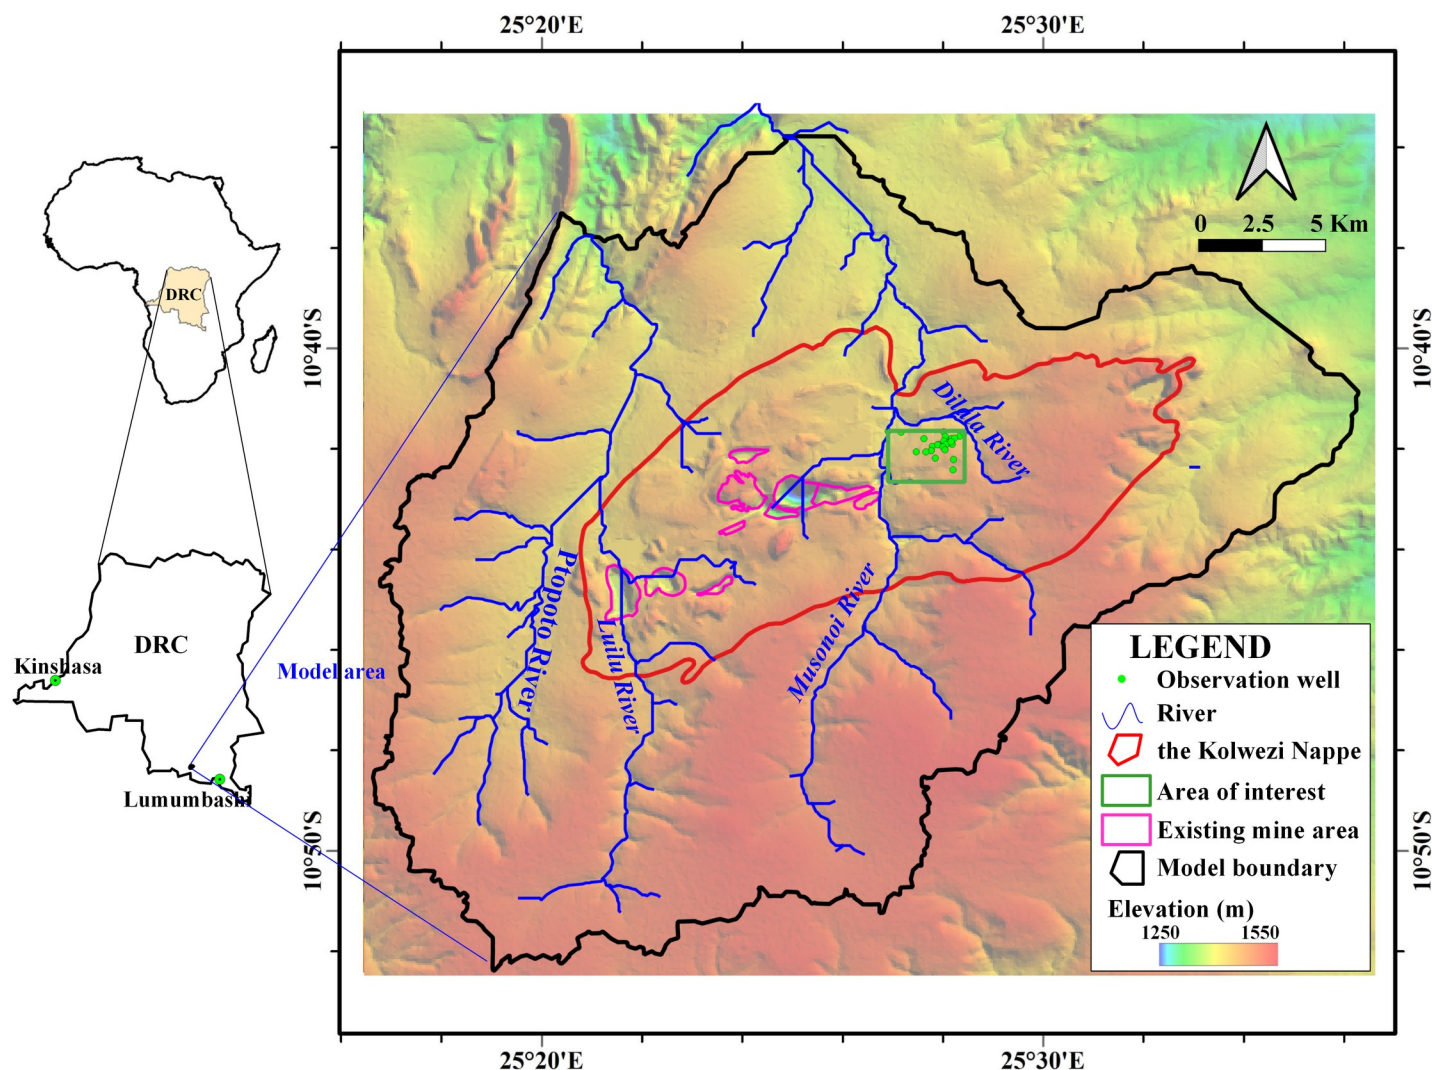 25°20'E
25°30'E
0 2.5 5 Km
DRC
10°40'S
10°40'S
Dilala River
Ptopoto River
Luilu River
Musonoi River
DRC
Kinshasa
Model area
Lumumbashi
10°50'S
10°50'S
LEGEND
Observation well
River
the Kolwezi Nappe
Area of interest
Existing mine area
Model boundary
Elevation (m)
1250 1550
25°20'E
25°30'E